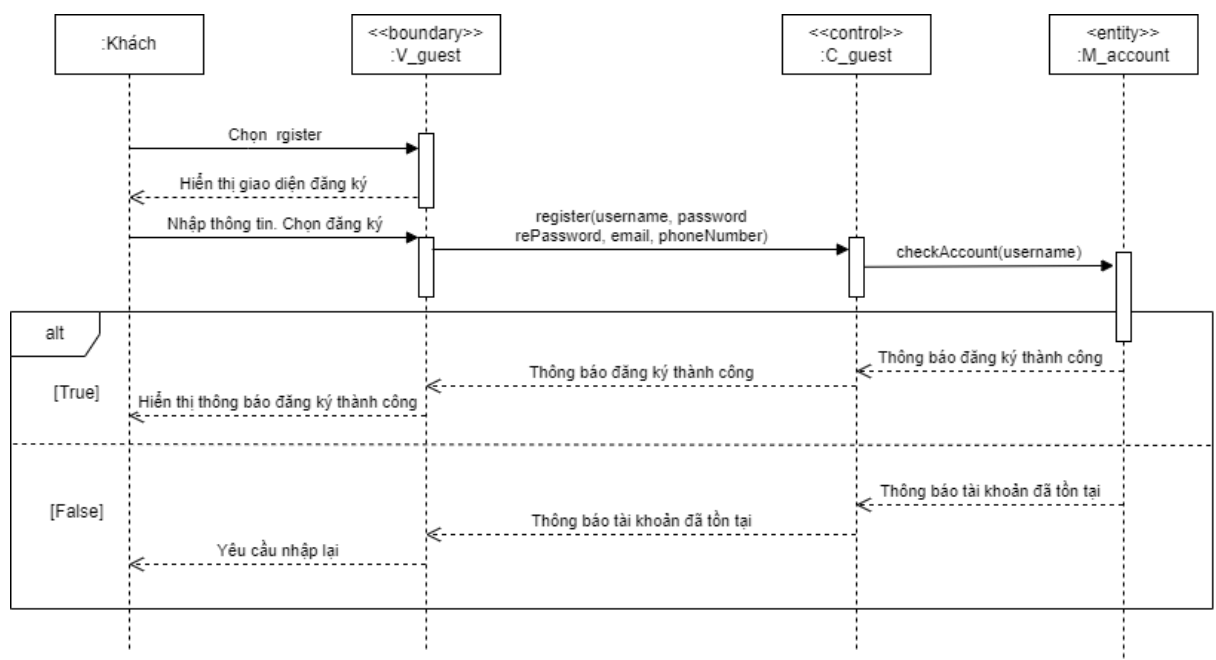 :Khách
<<boundary>>
:V_guest
<<control>>
:C_guest
<entity>>
:M_account
Chọn rgister
Hiển thị giao diện đăng ký
Nhập thông tin. Chọn đăng ký
register(username, password
rePassword, email, phoneNumber)
checkAccount(username)
alt
[True]
Thông báo đăng ký thành công
Thông báo đăng ký thành công
Hiển thị thông báo đăng ký thành công
[False]
Thông báo tài khoản đã tồn tại
Thông báo tài khoản đã tồn tại
Yêu cầu nhập lại